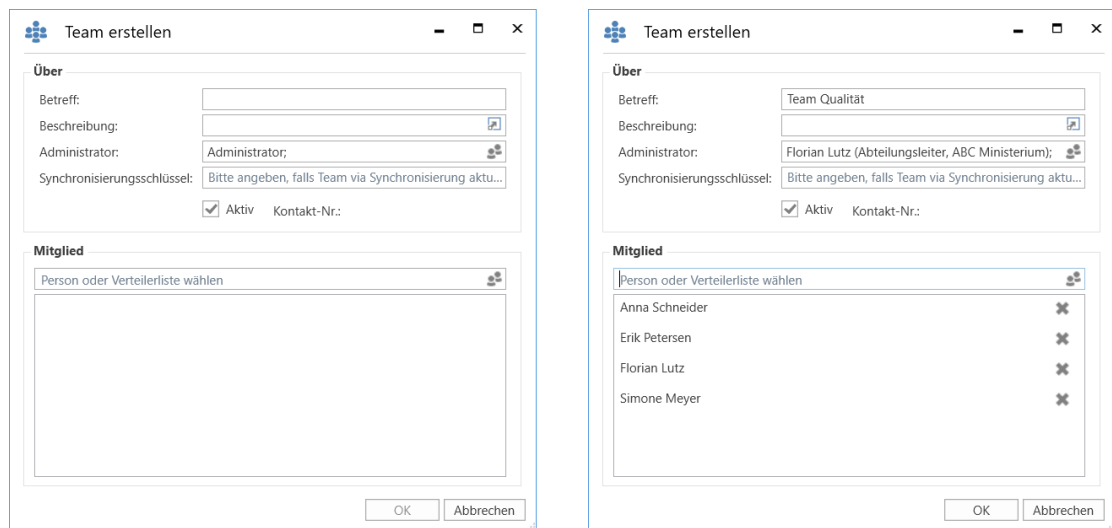 Team erstellen
Über
Betreff:
Beschreibung:
Administrator: Administrator;
Synchronisierungsschlüssel: Bitte angeben, falls Team via Synchronisierung aktu...
Aktiv Kontakt-Nr.:
Mitglied
Person oder Verteilerliste wählen
OK Abbrechen
Team erstellen
Über
Betreff: Team Qualität
Beschreibung:
Administrator: Florian Lutz (Abteilungsleiter, ABC Ministerium);
Synchronisierungsschlüssel: Bitte angeben, falls Team via Synchronisierung aktu...
Aktiv Kontakt-Nr.:
Mitglied
Person oder Verteilerliste wählen
Anna Schneider
Erik Petersen
Florian Lutz
Simone Meyer
OK Abbrechen